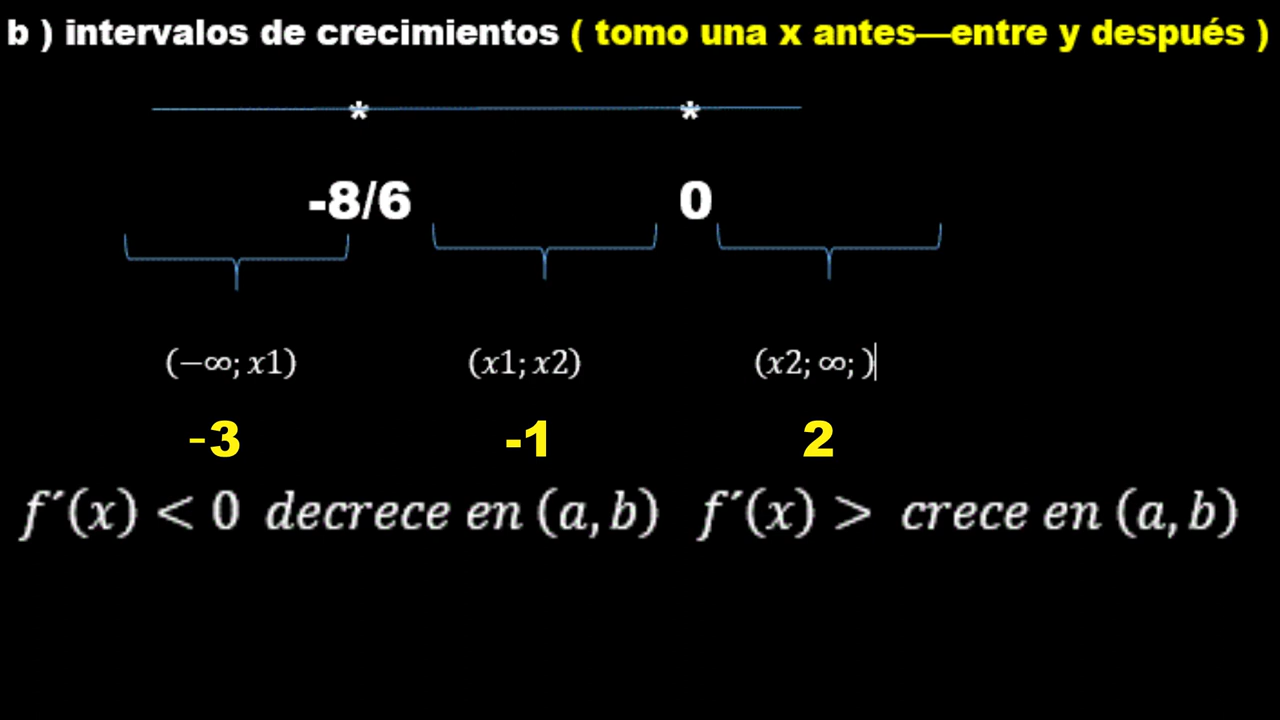 b ) intervalos de crecimientos ( tomo una x antes—entre y después )
* *
-8/6 0
(−∞; x1) (x1; x2) (x2; ∞; )
-3 -1 2
f´(x) < 0 decrece en (a, b) f´(x) > crece en (a, b)